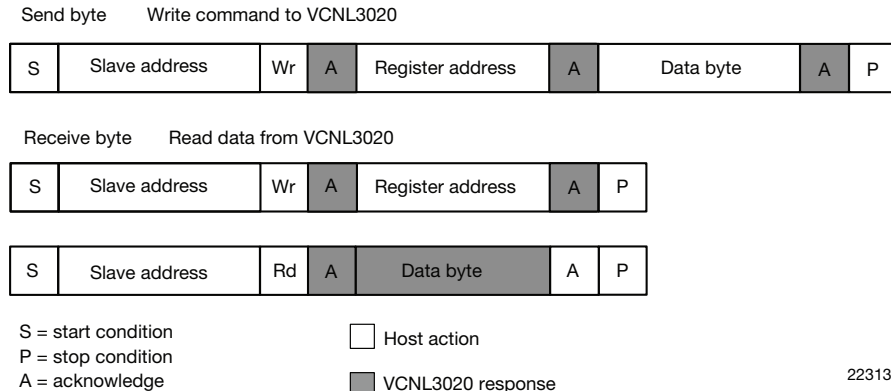 Send byte Write command to VCNL3020
S Slave address Wr A Register address A Data byte A P
Receive byte Read data from VCNL3020
S Slave address Wr A Register address A P
S Slave address Rd A Data byte A P
S = start condition
P = stop condition
A = acknowledge
Host action
VCNL3020 response
22313